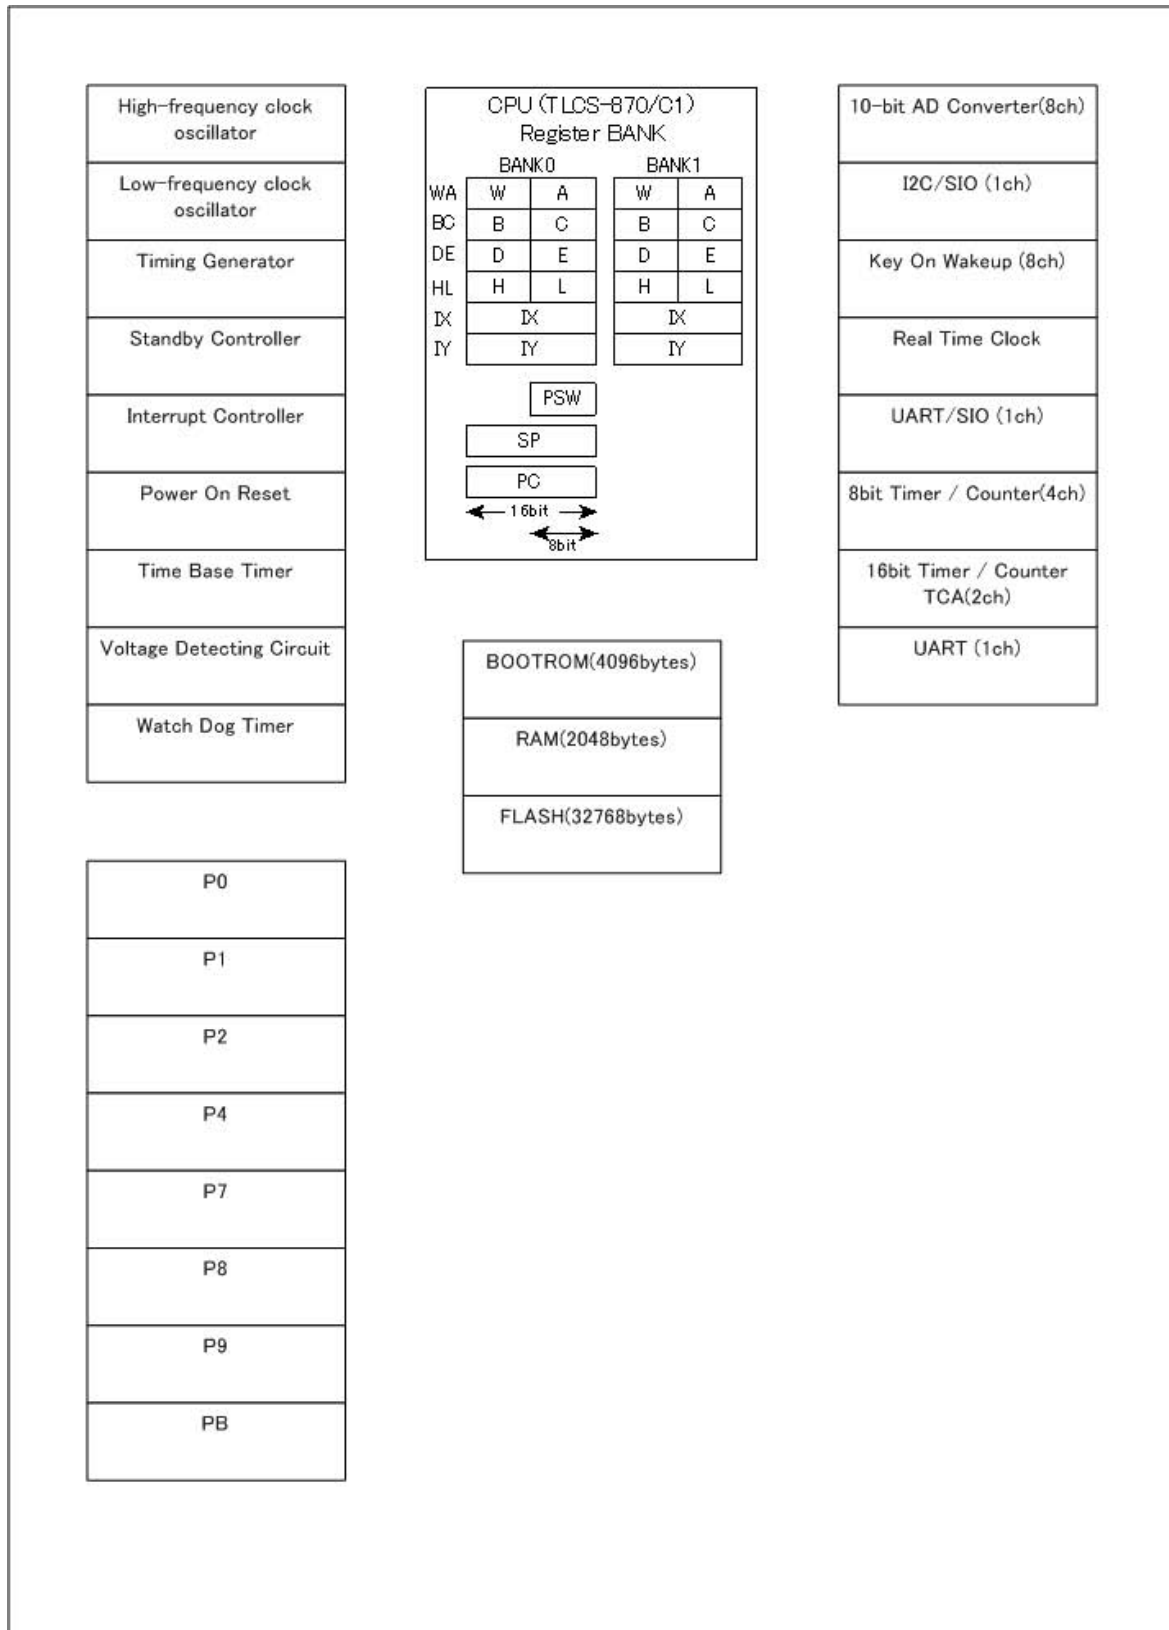 High-frequency clock
oscillator
Low-frequency clock
oscillator
Timing Generator
Standby Controller
Interrupt Controller
Power On Reset
Time Base Timer
Voltage Detecting Circuit
Watch Dog Timer
P0
P1
P2
P4
P7
P8
P9
PB
CPU (TLCS-870/C1)
Register BANK
BANK0 BANK1
WA W A W A
BC B C B C
DE D E D E
HL H L H L
IX IX IX
IY IY IY
PSW
SP
PC
16bit
8bit
BOOTROM(4096bytes)
RAM(2048bytes)
FLASH(32768bytes)
10-bit AD Converter(8ch)
I2C/SIO (1ch)
Key On Wakeup (8ch)
Real Time Clock
UART/SIO (1ch)
8bit Timer / Counter(4ch)
16bit Timer / Counter
TCA(2ch)
UART (1ch)